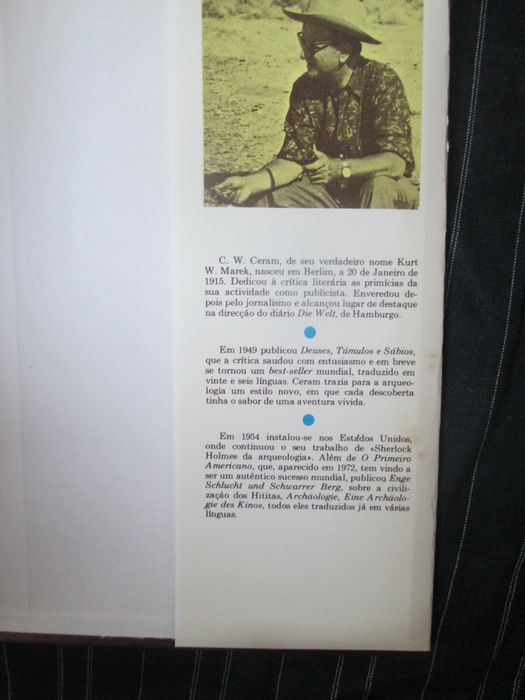 C. W. Ceram, de seu verdadeiro nome Kurt
W. Marek, nasceu em Berlim, a 20 de Janeiro de
1915. Dedicou à crítica literária as primícias da
sua actividade como publicista. Enveredou de-
pois pelo jornalismo e alcançou lugar de destaque
na direcção do diário Die Welt, de Hamburgo.
Em 1949 publicou Deuses, Túmulos e Sábios,
que a crítica saudou com entusiasmo e em breve
se tornou um best-seller mundial, traduzido em
vinte e seis línguas. Ceram trazia para a arqueo-
logia um estilo novo, em que cada descoberta
tinha o sabor de uma aventura vivida.
Em 1954 instalou-se nos Estados Unidos,
onde continuou o seu trabalho de «Sherlock
Holmes da arqueologia». Além de O Primeiro
Americano, que, aparecido em 1972, tem vindo a
ser um autêntico sucesso mundial, publicou Enge
Schlucht und Schwarrer Berg, sobre a civili-
zação dos Hititas, Archäologie, Eine Archäolo-
gie des Kinos, todos eles traduzidos já em várias
línguas.